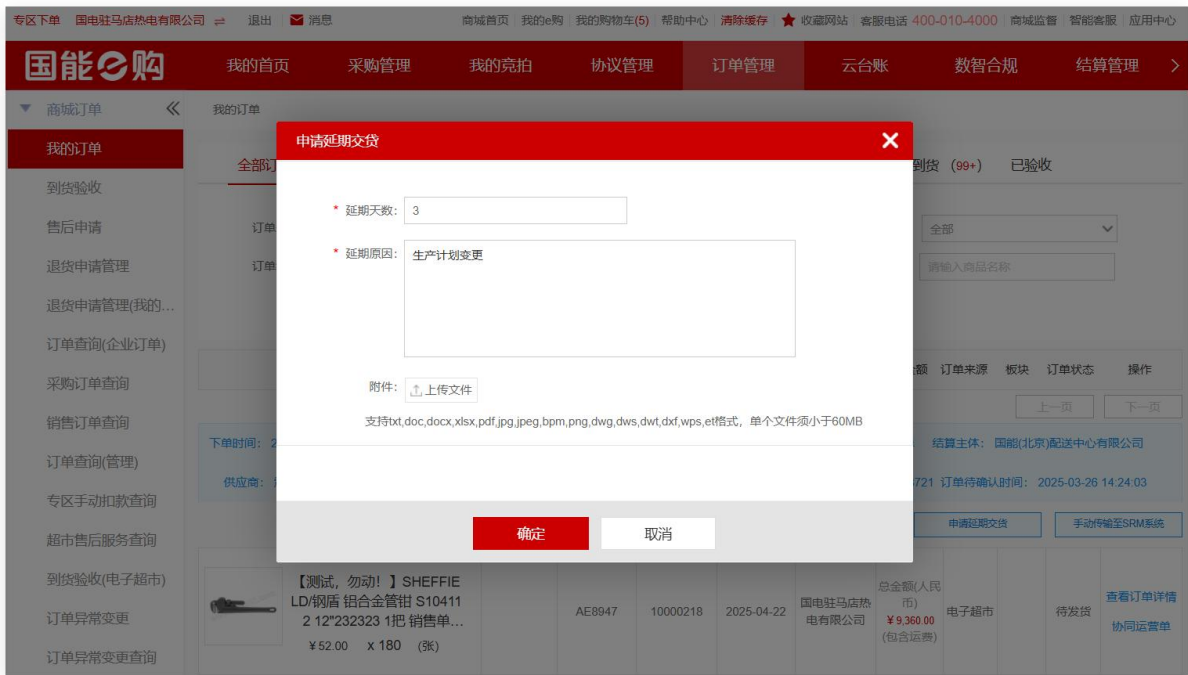 专区下单 国电驻马店热电有限公司 退出 消息 商城首页 我的e购 我的购物车(5) 帮助中心 清除缓存 收藏网站 客服电话 400-010-4000 商城监督 智能客服 应用中心
国能e购 我的首页 采购管理 我的竞拍 协议管理 订单管理 云台账 数智合规 结算管理
商城订单 我的订单
我的订单
申请延期交贷
全部订 到货 (99+) 已验收
到货验收
* 延期天数: 3
售后申请 订单 全部
* 延期原因: 生产计划变更
退货申请管理 订单 请输入商品名称
退货申请管理(我的...
订单查询(企业订单)
采购订单查询 额 订单来源 板块 订单状态 操作
附件: 上传文件
上一页 下一页
支持txt,doc,docx,xlsx,pdf,jpg,jpeg,bpm,png,dwg,dws,dwt,dxf,wps,et格式，单个文件须小于60MB
销售订单查询
下单时间: 2 结算主体: 国能(北京)配送中心有限公司
订单查询(管理)
供应商: 721 订单待确认时间: 2025-03-26 14:24:03
专区手动扣款查询
申请延期交货 手动传输至SRM系统
确定 取消
超市售后服务查询
到货验收(电子超市)
订单异常变更
订单异常变更查询
【测试，勿动！】SHEFFIE
LD/钢盾 铝合金管钳 S10411
2 12"232323 1把 销售单...
¥52.00 x 180 (张)
AE8947 10000218 2025-04-22
国电驻马店热
电有限公司
总金额(人民
币)
¥9,360.00
(包含运费)
电子超市 待发货
查看订单详情
协同运营单